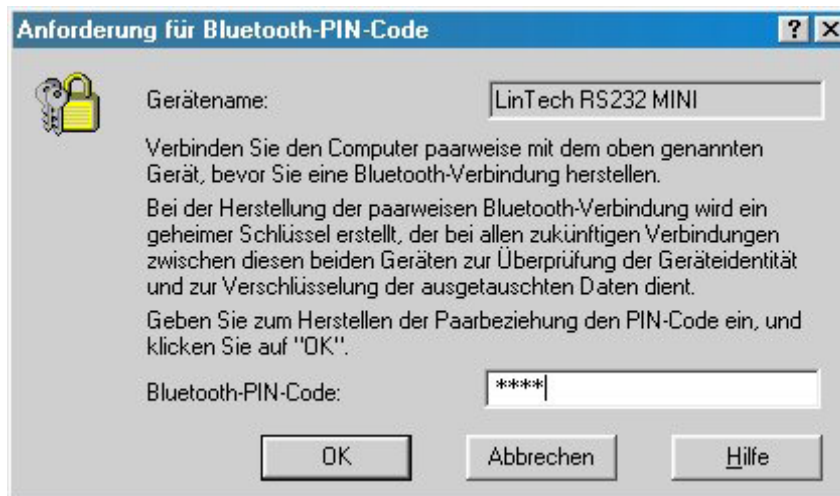 Anforderung für Bluetooth-PIN-Code
Gerätename: LinTech RS232 MINI
Verbinden Sie den Computer paarweise mit dem oben genannten
Gerät, bevor Sie eine Bluetooth-Verbindung herstellen.
Bei der Herstellung der paarweisen Bluetooth-Verbindung wird ein
geheimer Schlüssel erstellt, der bei allen zukünftigen Verbindungen
zwischen diesen beiden Geräten zur Überprüfung der Geräteidentität
und zur Verschlüsselung der ausgetauschten Daten dient.
Geben Sie zum Herstellen der Paarbeziehung den PIN-Code ein, und
klicken Sie auf "OK".
Bluetooth-PIN-Code: ****
OK Abbrechen Hilfe